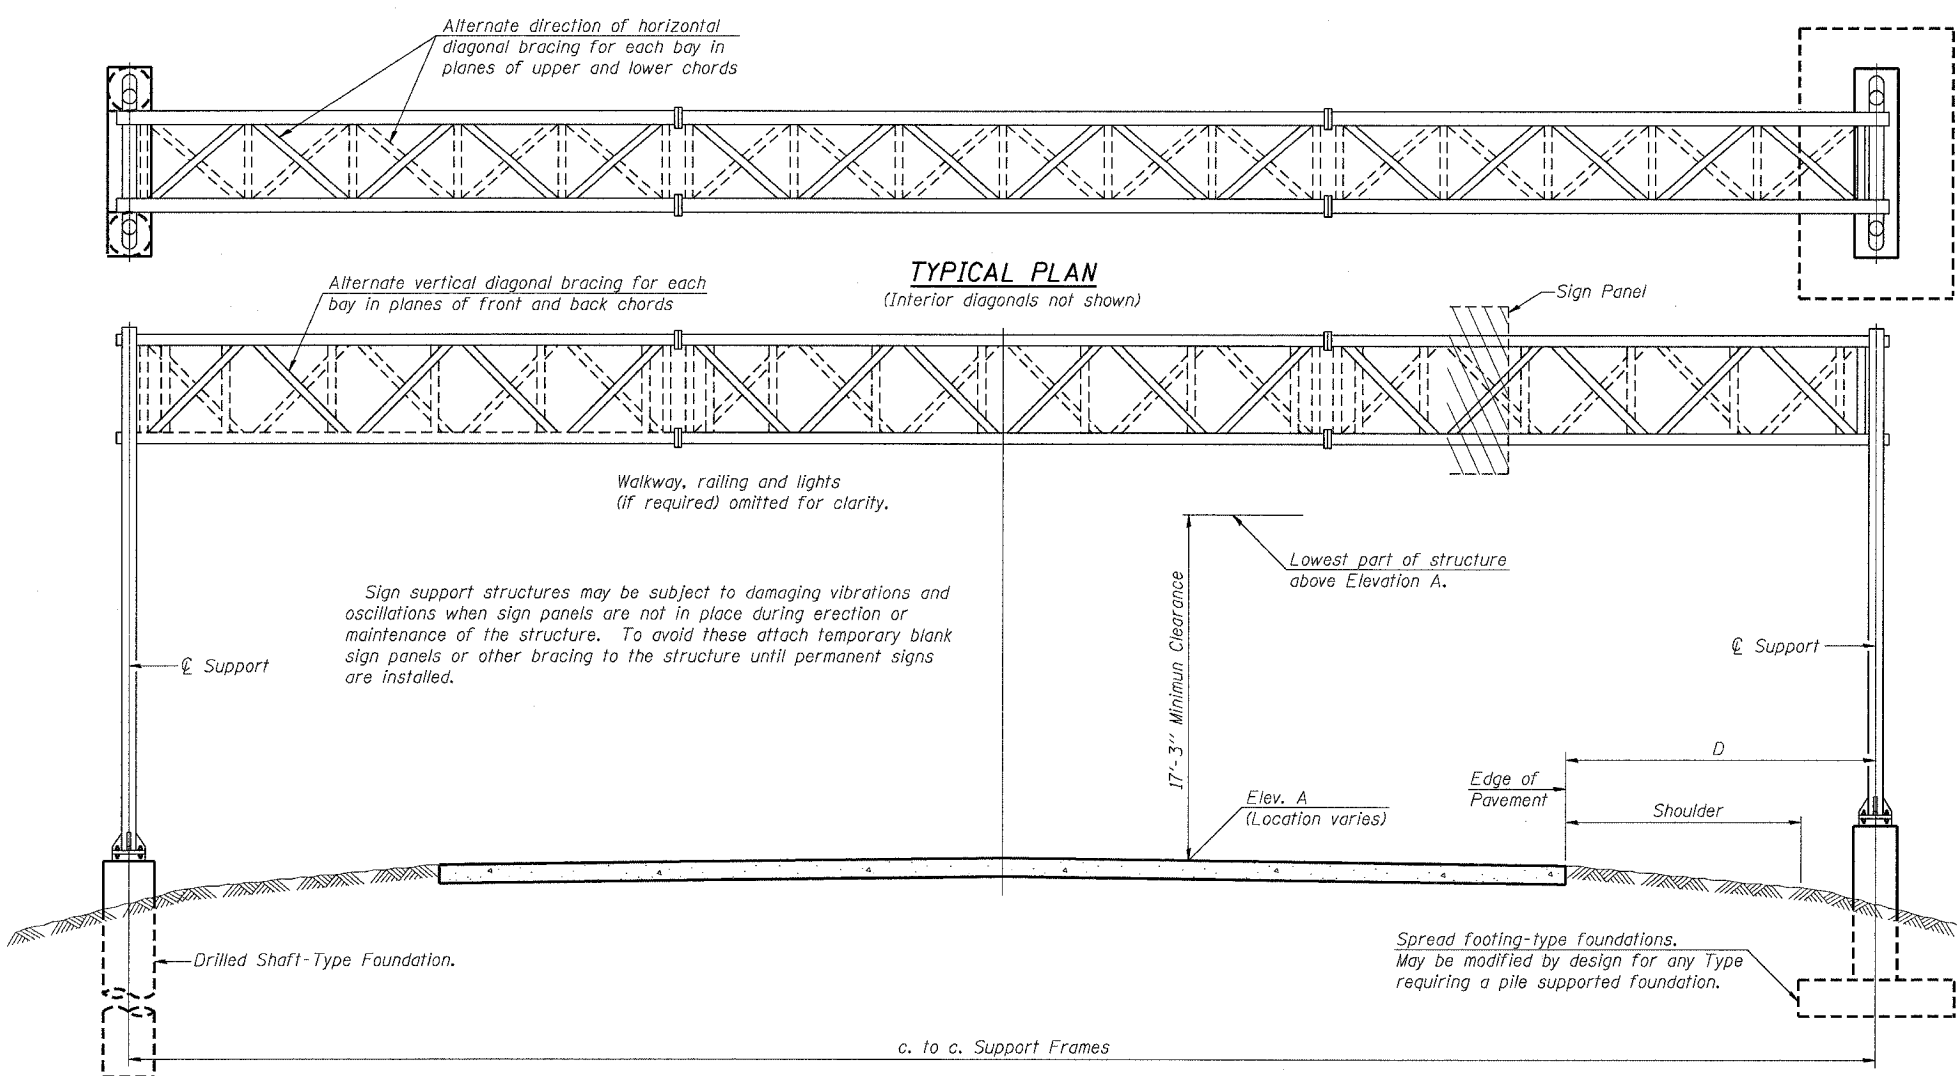 Alternate direction of horizontal
diagonal bracing for each bay in
planes of upper and lower chords
TYPICAL PLAN
(Interior diagonals not shown)
Alternate vertical diagonal bracing for each
bay in planes of front and back chords
Sign Panel
Walkway, railing and lights
(if required) omitted for clarity.
Lowest part of structure
above Elevation A.
Sign support structures may be subject to damaging vibrations and
oscillations when sign panels are not in place during erection or
maintenance of the structure. To avoid these attach temporary blank
sign panels or other bracing to the structure until permanent signs
are installed.
17'-3" Minimun Clearance
℄ Support
℄ Support
D
Edge of
Pavement
Shoulder
Elev. A
(Location varies)
Drilled Shaft-Type Foundation.
Spread footing-type foundations.
May be modified by design for any Type
requiring a pile supported foundation.
c. to c. Support Frames